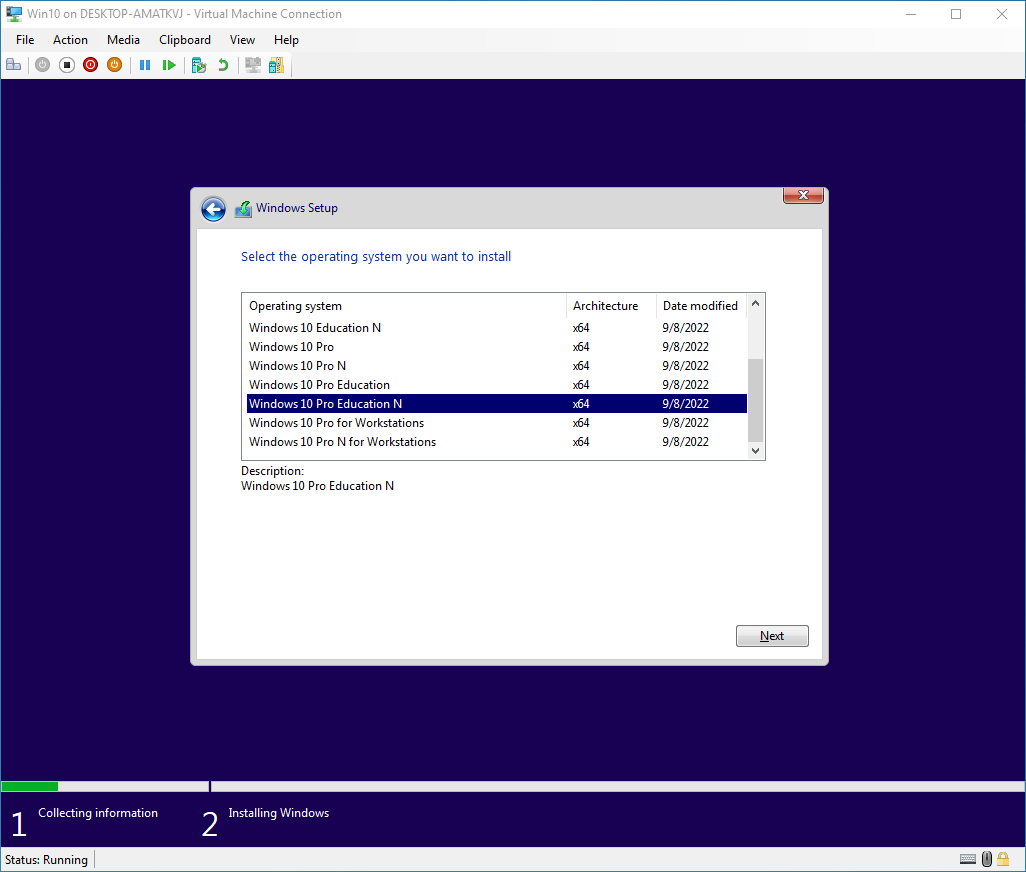 Win10 on DESKTOP-AMATKVJ - Virtual Machine Connection
File Action Media Clipboard View Help
Windows Setup
Select the operating system you want to install
Operating system Architecture Date modified
Windows 10 Education N x64 9/8/2022
Windows 10 Pro x64 9/8/2022
Windows 10 Pro N x64 9/8/2022
Windows 10 Pro Education x64 9/8/2022
Windows 10 Pro Education N x64 9/8/2022
Windows 10 Pro for Workstations x64 9/8/2022
Windows 10 Pro N for Workstations x64 9/8/2022
Description:
Windows 10 Pro Education N
Next
1 Collecting information 2 Installing Windows
Status: Running